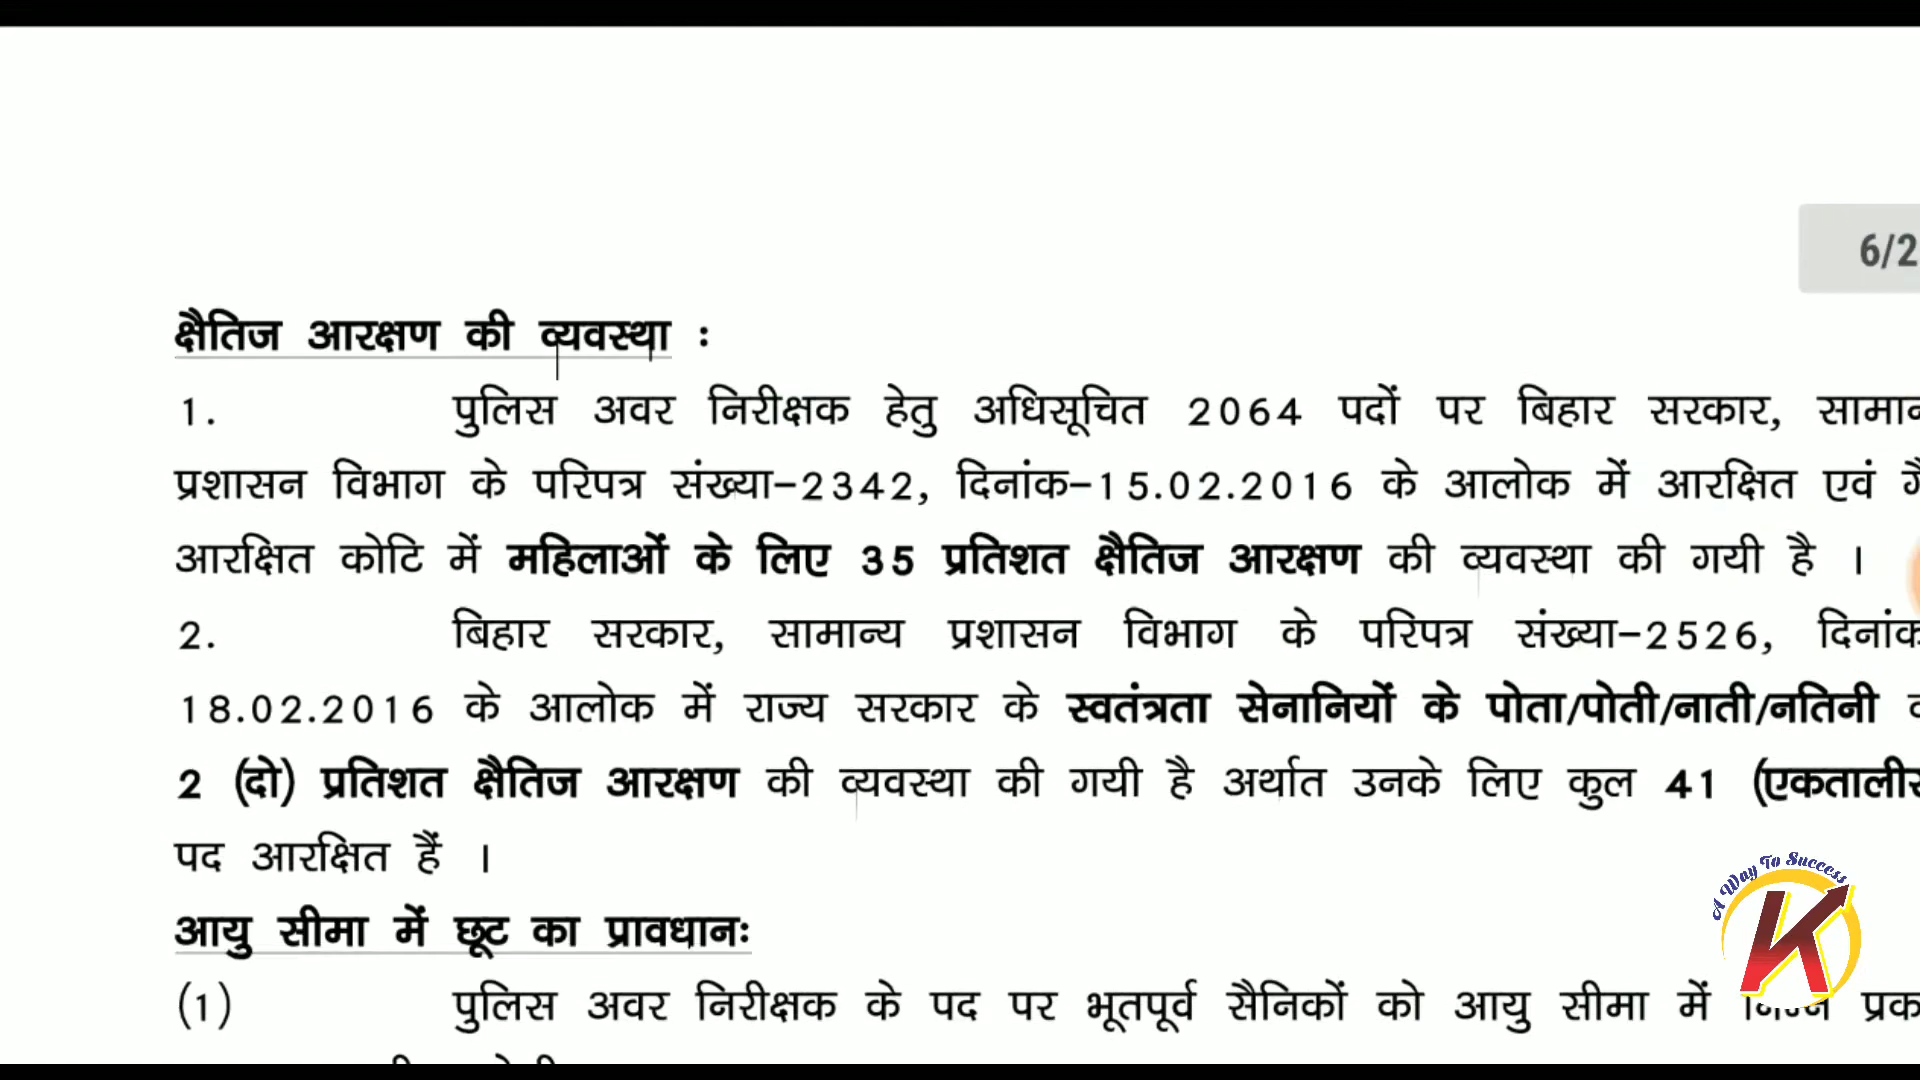 6/2
क्षैतिज आरक्षण की व्यवस्था :
1. पुलिस अवर निरीक्षक हेतु अधिसूचित 2064 पदों पर बिहार सरकार,
प्रशासन विभाग के परिपत्र संख्या-2342, दिनांक-15.02.2016 के आलोक में आरक्षित एवं
आरक्षित कोटि में महिलाओं के लिए 35 प्रतिशत क्षैतिज आरक्षण की व्यवस्था की गयी है ।
2. बिहार सरकार, सामान्य प्रशासन विभाग के परिपत्र संख्या-2526, दिनांक
18.02.2016 के आलोक में राज्य सरकार के स्वतंत्रता सेनानियों के पोता/पोती/नाती/नतिनी
2 (दो) प्रतिशत क्षैतिज आरक्षण की व्यवस्था की गयी है अर्थात उनके लिए कुल 41 (एकतालीस
पद आरक्षित हैं ।
A Way To Success
K
आयु सीमा में छूट का प्रावधानः
(1) पुलिस अवर निरीक्षक के पद पर भूतपूर्व सैनिकों को आयु सीमा में